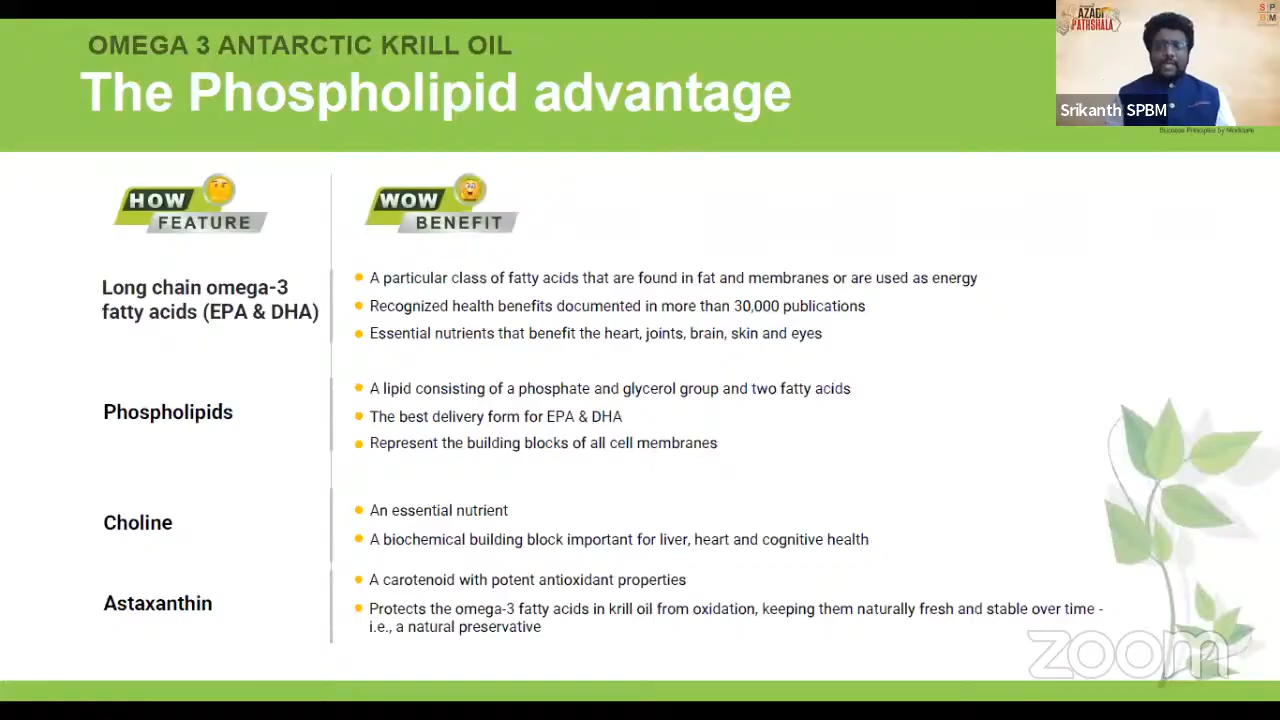 OMEGA 3 ANTARCTIC KRILL OIL
The Phospholipid advantage
AZADI
PATHSHALA
S P
B M
Srikanth SPBM
Success Principles by Modicare
HOW
FEATURE
WOW
BENEFIT
Long chain omega-3
fatty acids (EPA & DHA)
A particular class of fatty acids that are found in fat and membranes or are used as energy
Recognized health benefits documented in more than 30,000 publications
Essential nutrients that benefit the heart, joints, brain, skin and eyes
Phospholipids
A lipid consisting of a phosphate and glycerol group and two fatty acids
The best delivery form for EPA & DHA
Represent the building blocks of all cell membranes
Choline
An essential nutrient
A biochemical building block important for liver, heart and cognitive health
Astaxanthin
A carotenoid with potent antioxidant properties
Protects the omega-3 fatty acids in krill oil from oxidation, keeping them naturally fresh and stable over time -
i.e., a natural preservative
zoom